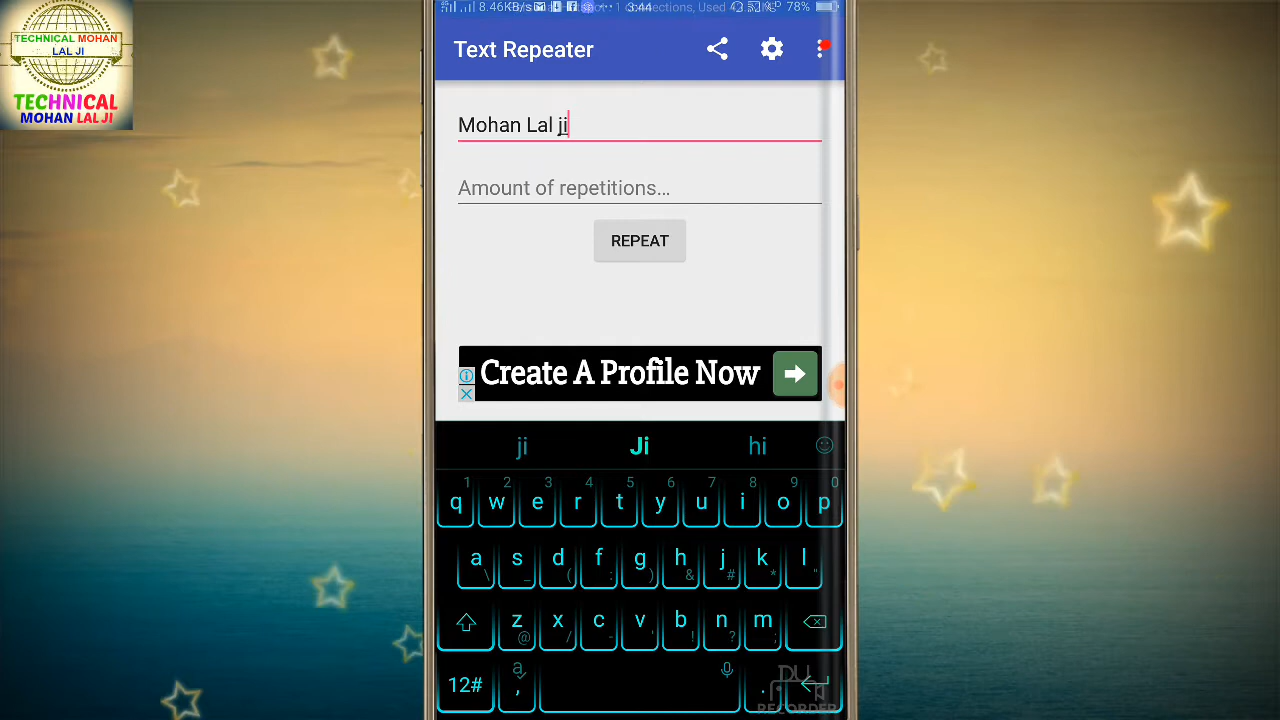 TECHNICAL MOHAN
LAL JI
TECHNICAL
MOHAN LAL JI
8.46KB/s 3:44 78%
Text Repeater
Mohan Lal ji
Amount of repetitions...
REPEAT
Create A Profile Now
ji Ji hi
1 2 3 4 5 6 7 8 9 0
q w e r t y u i o p
a s d f g h j k l
\ _ ( : ) & # * "
z x c v b n m
@ / - ' ! ? ;
a
12# , .
DU
RECORDER